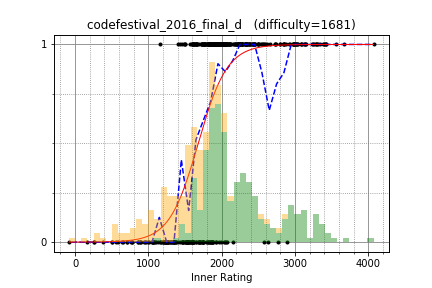 codefestival_2016_final_d (difficulty=1681)
1
0
0 1000 2000 3000 4000
Inner Rating